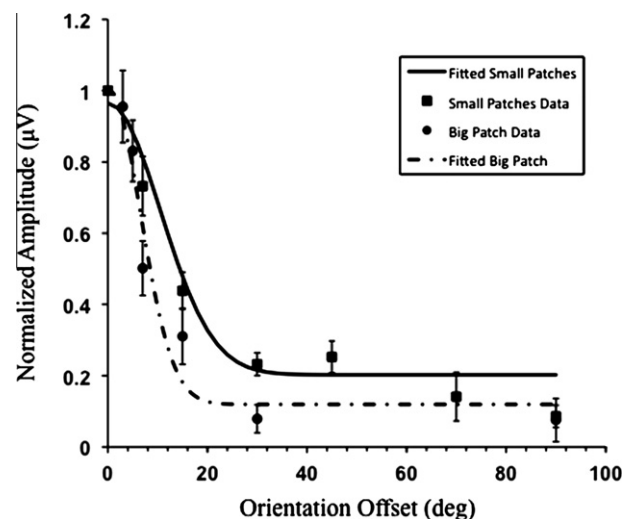 1.2
1
0.8
0.6
0.4
0.2
0
0
20
40
60
80
100
Normalized Amplitude (µV)
Orientation Offset (deg)
Fitted Small Patches
Small Patches Data
Big Patch Data
Fitted Big Patch